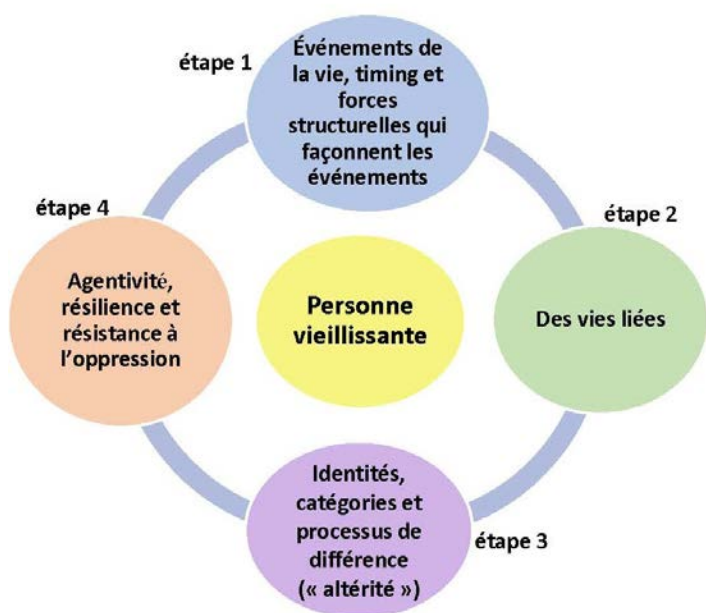 étape 1
Événements de
la vie, timing et
forces
structurelles qui
façonnent les
événements
étape 2
Des vies liées
étape 3
Identités,
catégories et
processus de
différence
(« altérité »)
étape 4
Agentivité,
résilience et
résistance à
l'oppression
Personne
vieillissante